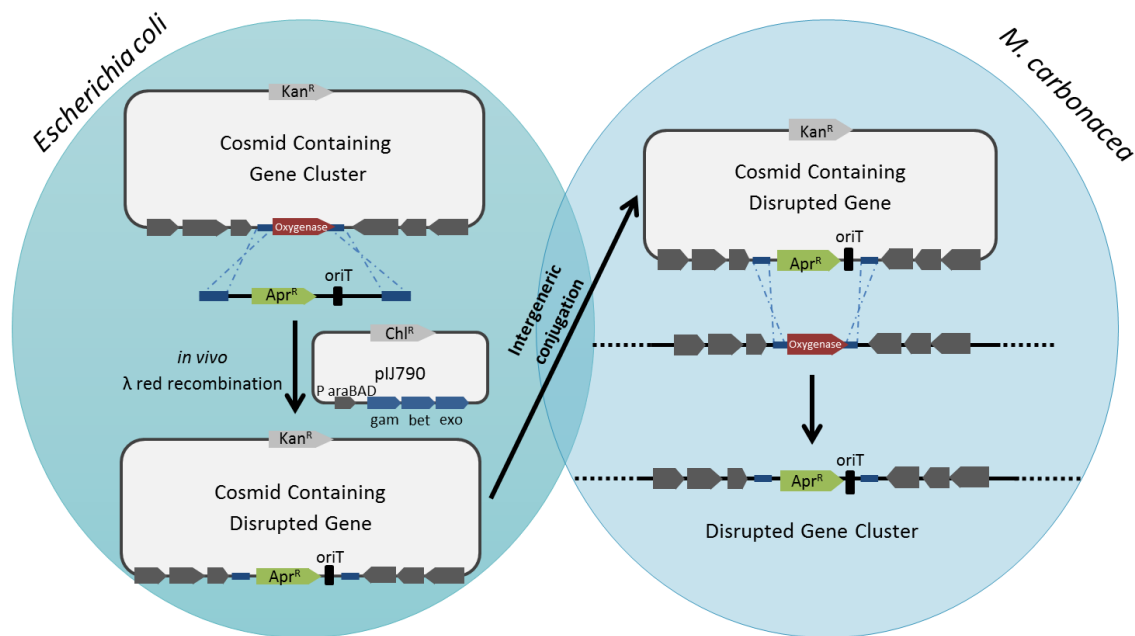 Escherichia coli
Kanᴿ
Cosmid Containing
Gene Cluster
Oxygenase
oriT
Aprᴿ
in vivo
λ red recombination
Chlᴿ
pIJ790
P araBAD
gam bet exo
Kanᴿ
Cosmid Containing
Disrupted Gene
oriT
Aprᴿ
Intergeneric
conjugation
M. carbonacea
Kanᴿ
Cosmid Containing
Disrupted Gene
oriT
Aprᴿ
Oxygenase
oriT
Aprᴿ
Disrupted Gene Cluster